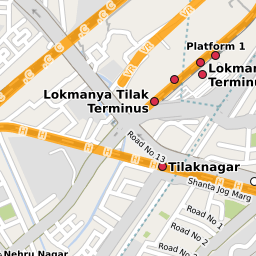 Platform 1
Lokman
Terminu
Lokmanya Tilak
Terminus
Road No 13
Tilaknagar
Shanta Jog Marg
Road No 1
Road No 2
Road No 3
Nehru Nagar
C
C
C
C
H
H
H
H
H